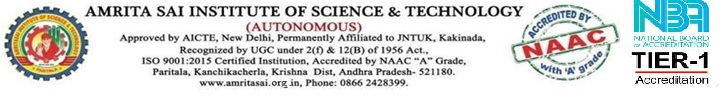 AMRITA SAI INSTITUTE OF SCIENCE & TECHNOLOGY
(AUTONOMOUS)
Approved by AICTE, New Delhi, Permanently Affiliated to JNTUK, Kakinada,
Recognized by UGC under 2(f) & 12(B) of 1956 Act.,
ISO 9001:2015 Certified Institution, Accredited by NAAC "A" Grade,
Paritala, Kanchikacherla, Krishna Dist, Andhra Pradesh- 521180.
www.amritasai.org.in, Phone: 0866 2428399.
ACCREDITED BY
NAAC
with 'A' grade
NBA
NATIONAL BOARD
of ACCREDITATION
TIER-1
Accreditation